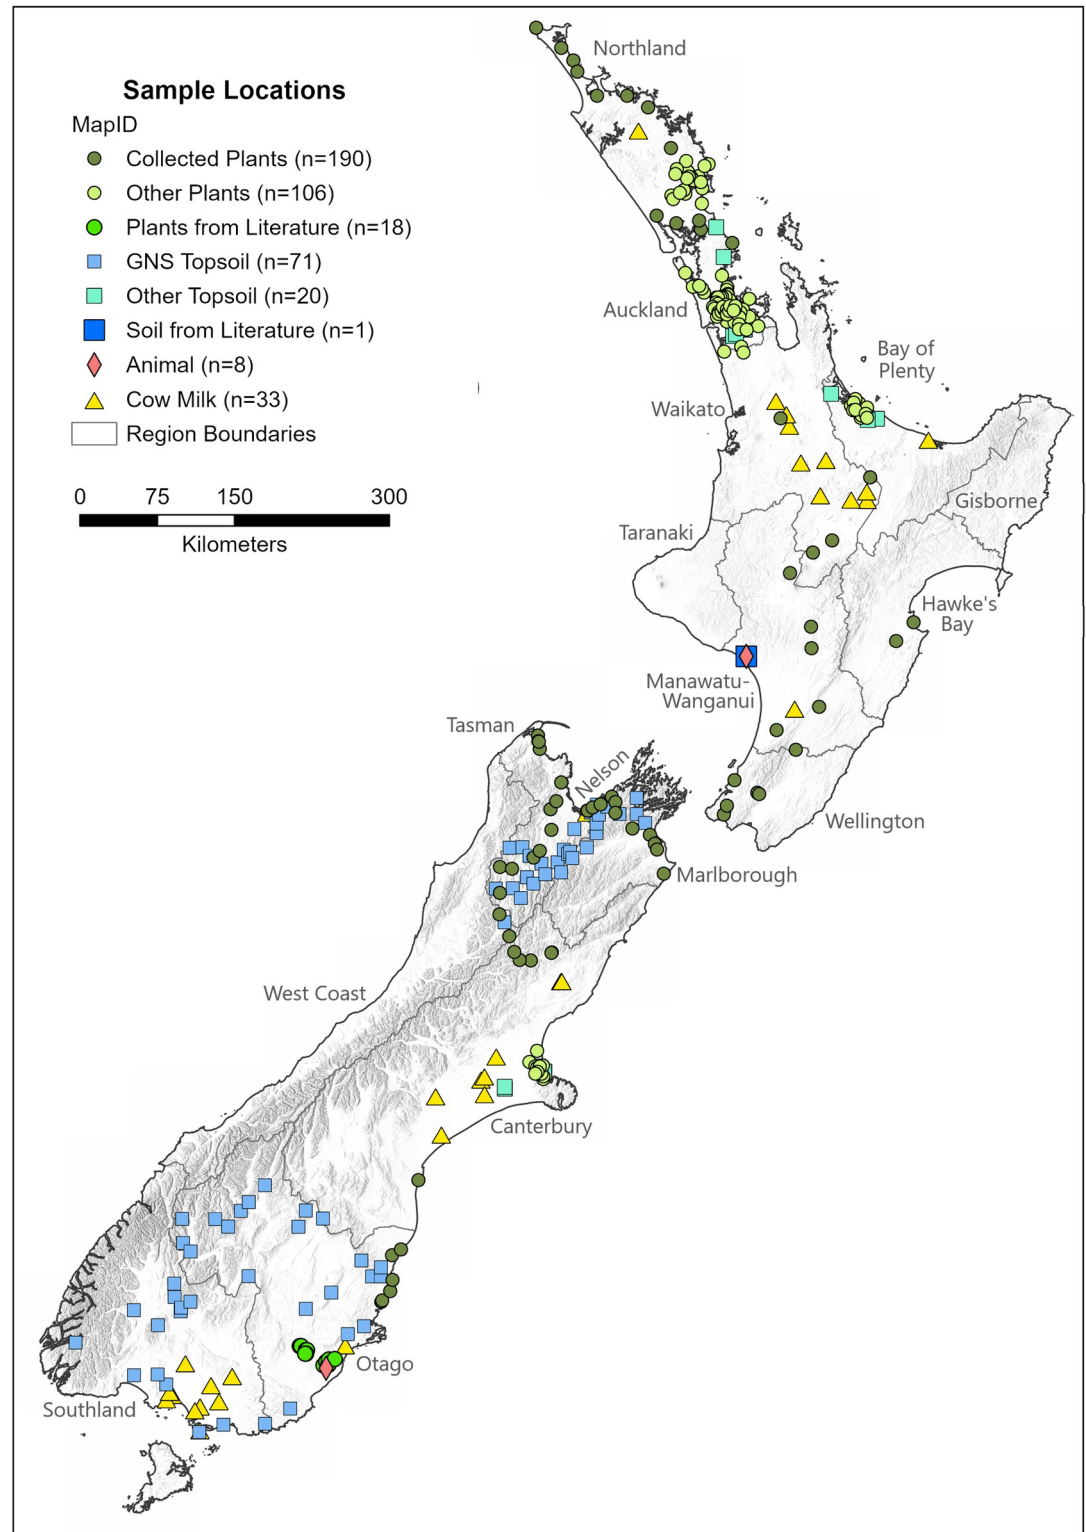 Sample Locations
MapID
Collected Plants (n=190)
Other Plants (n=106)
Plants from Literature (n=18)
GNS Topsoil (n=71)
Other Topsoil (n=20)
Soil from Literature (n=1)
Animal (n=8)
Cow Milk (n=33)
Region Boundaries
0 75 150 300
Kilometers
Northland
Auckland
Bay of
Plenty
Waikato
Gisborne
Taranaki
Hawke's
Bay
Manawatu-
Wanganui
Tasman
Nelson
Wellington
Marlborough
West Coast
Canterbury
Otago
Southland